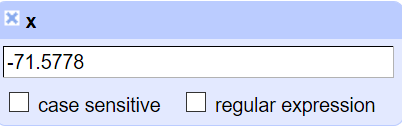 x
-71.5778
case sensitive regular expression